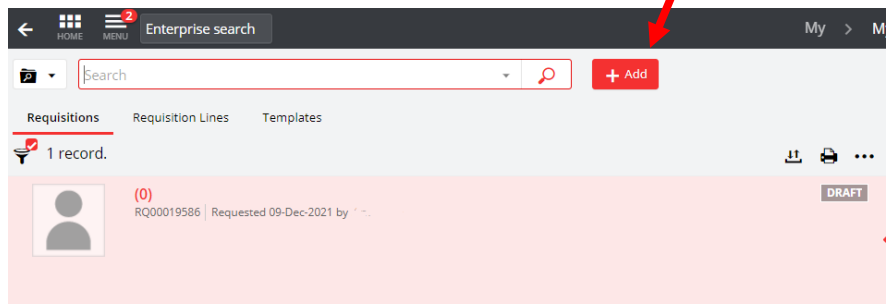 HOME
MENU
2
Enterprise search
My > My
Search
+ Add
Requisitions
Requisition Lines
Templates
1 record.
(0)
DRAFT
RQ00019586 | Requested 09-Dec-2021 by